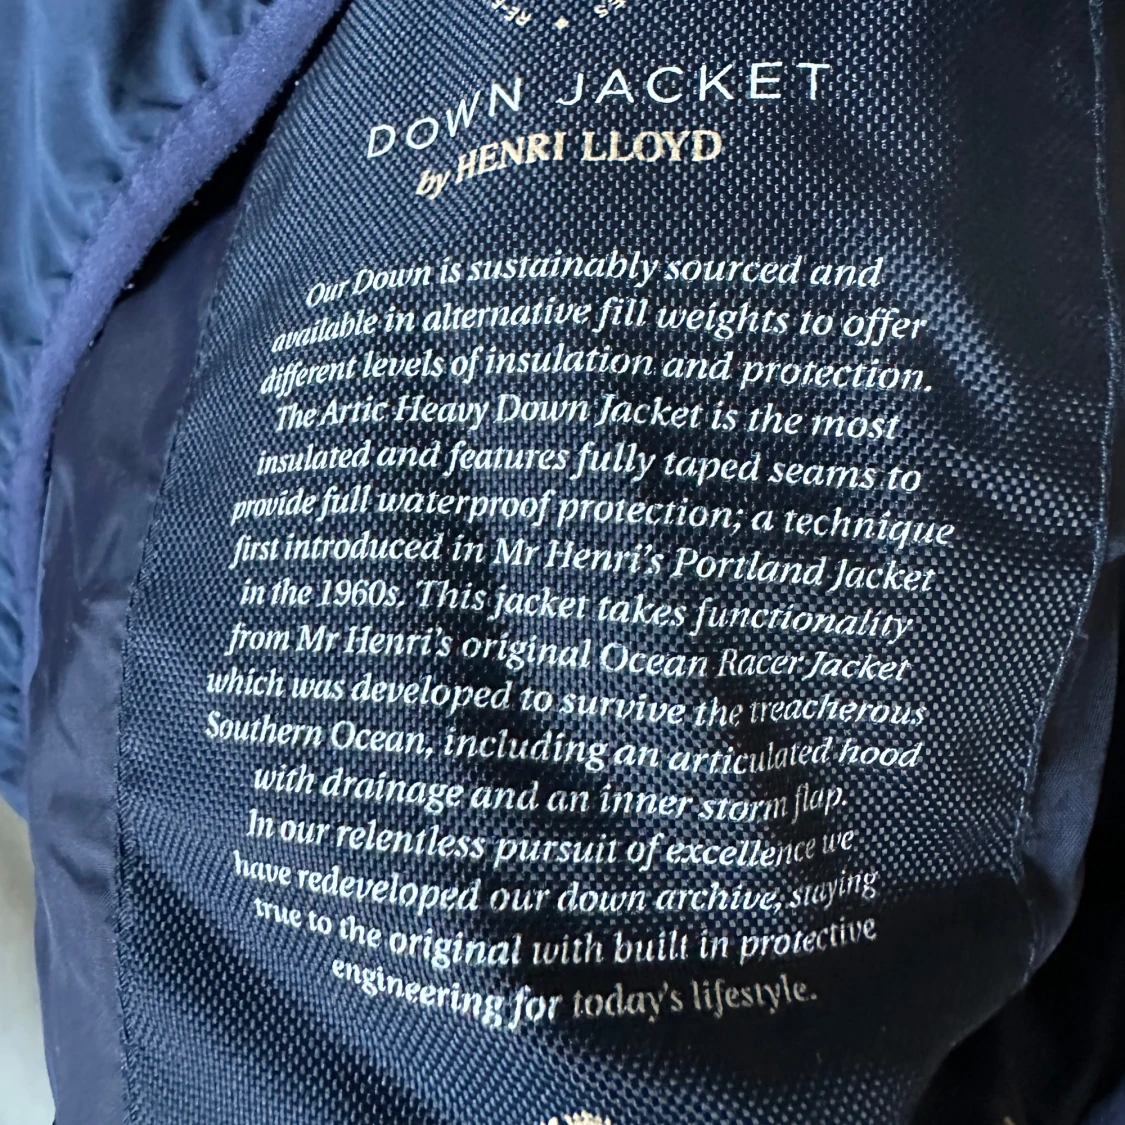 DOWN JACKET
by HENRI LLOYD
Our Down is sustainably sourced and
available in alternative fill weights to offer
different levels of insulation and protection.
The Artic Heavy Down Jacket is the most
insulated and features fully taped seams to
provide full waterproof protection; a technique
first introduced in Mr Henri's Portland Jacket
in the 1960s. This jacket takes functionality
from Mr Henri's original Ocean Racer Jacket
which was developed to survive the treacherous
Southern Ocean, including an articulated hood
with drainage and an inner storm flap.
In our relentless pursuit of excellence we
have redeveloped our down archive, staying
true to the original with built in protective
engineering for today's lifestyle.